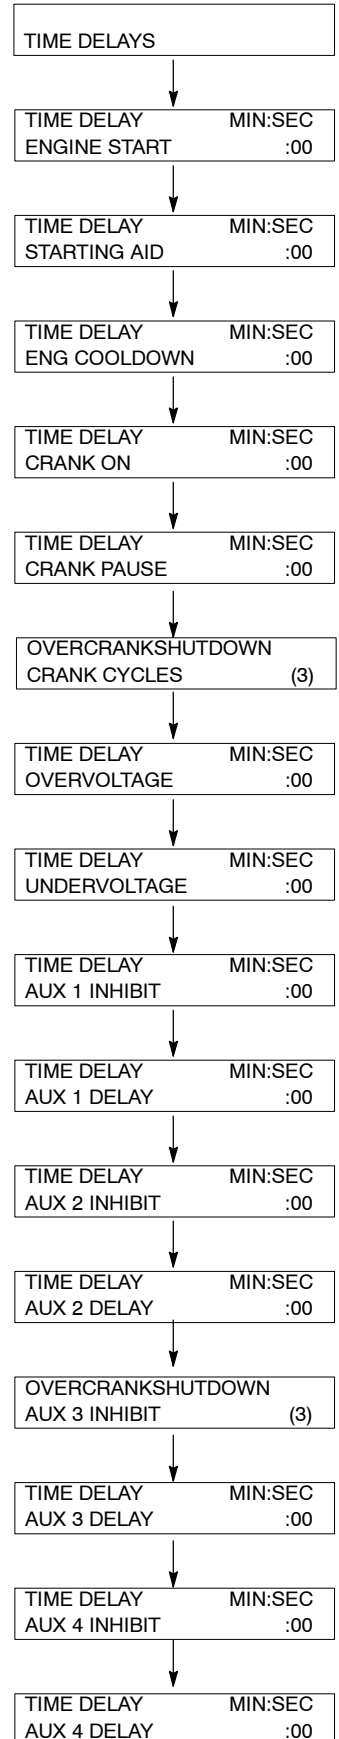 TIME DELAYS
TIME DELAY MIN:SEC
ENGINE START :00
TIME DELAY MIN:SEC
STARTING AID :00
TIME DELAY MIN:SEC
ENG COOLDOWN :00
TIME DELAY MIN:SEC
CRANK ON :00
TIME DELAY MIN:SEC
CRANK PAUSE :00
OVERCRANKSHUTDOWN
CRANK CYCLES (3)
TIME DELAY MIN:SEC
OVERVOLTAGE :00
TIME DELAY MIN:SEC
UNDERVOLTAGE :00
TIME DELAY MIN:SEC
AUX 1 INHIBIT :00
TIME DELAY MIN:SEC
AUX 1 DELAY :00
TIME DELAY MIN:SEC
AUX 2 INHIBIT :00
TIME DELAY MIN:SEC
AUX 2 DELAY :00
OVERCRANKSHUTDOWN
AUX 3 INHIBIT (3)
TIME DELAY MIN:SEC
AUX 3 DELAY :00
TIME DELAY MIN:SEC
AUX 4 INHIBIT :00
TIME DELAY MIN:SEC
AUX 4 DELAY :00